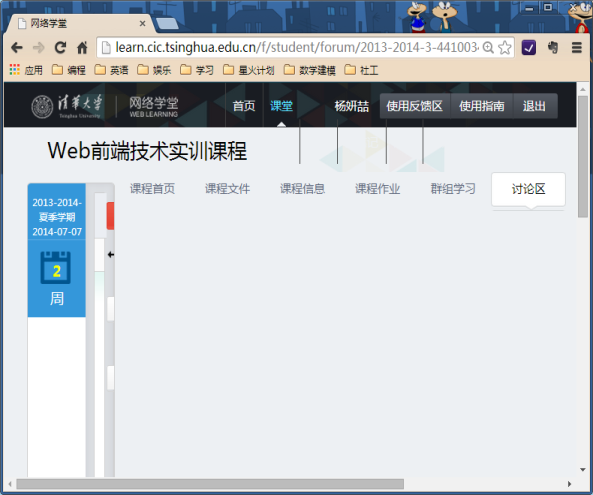 网络学堂
learn.cic.tsinghua.edu.cn/f/student/forum/2013-2014-3-441003
应用 编程 英语 娱乐 学习 星火计划 数学建模 社工
清华大学 Tsinghua University 网络学堂 WEB LEARNING 首页 课堂 杨妍喆 使用反馈区 使用指南 退出
Web前端技术实训课程
课程首页 课程文件 课程信息 课程作业 群组学习 讨论区
2013-2014-
夏季学期
2014-07-07
2
周